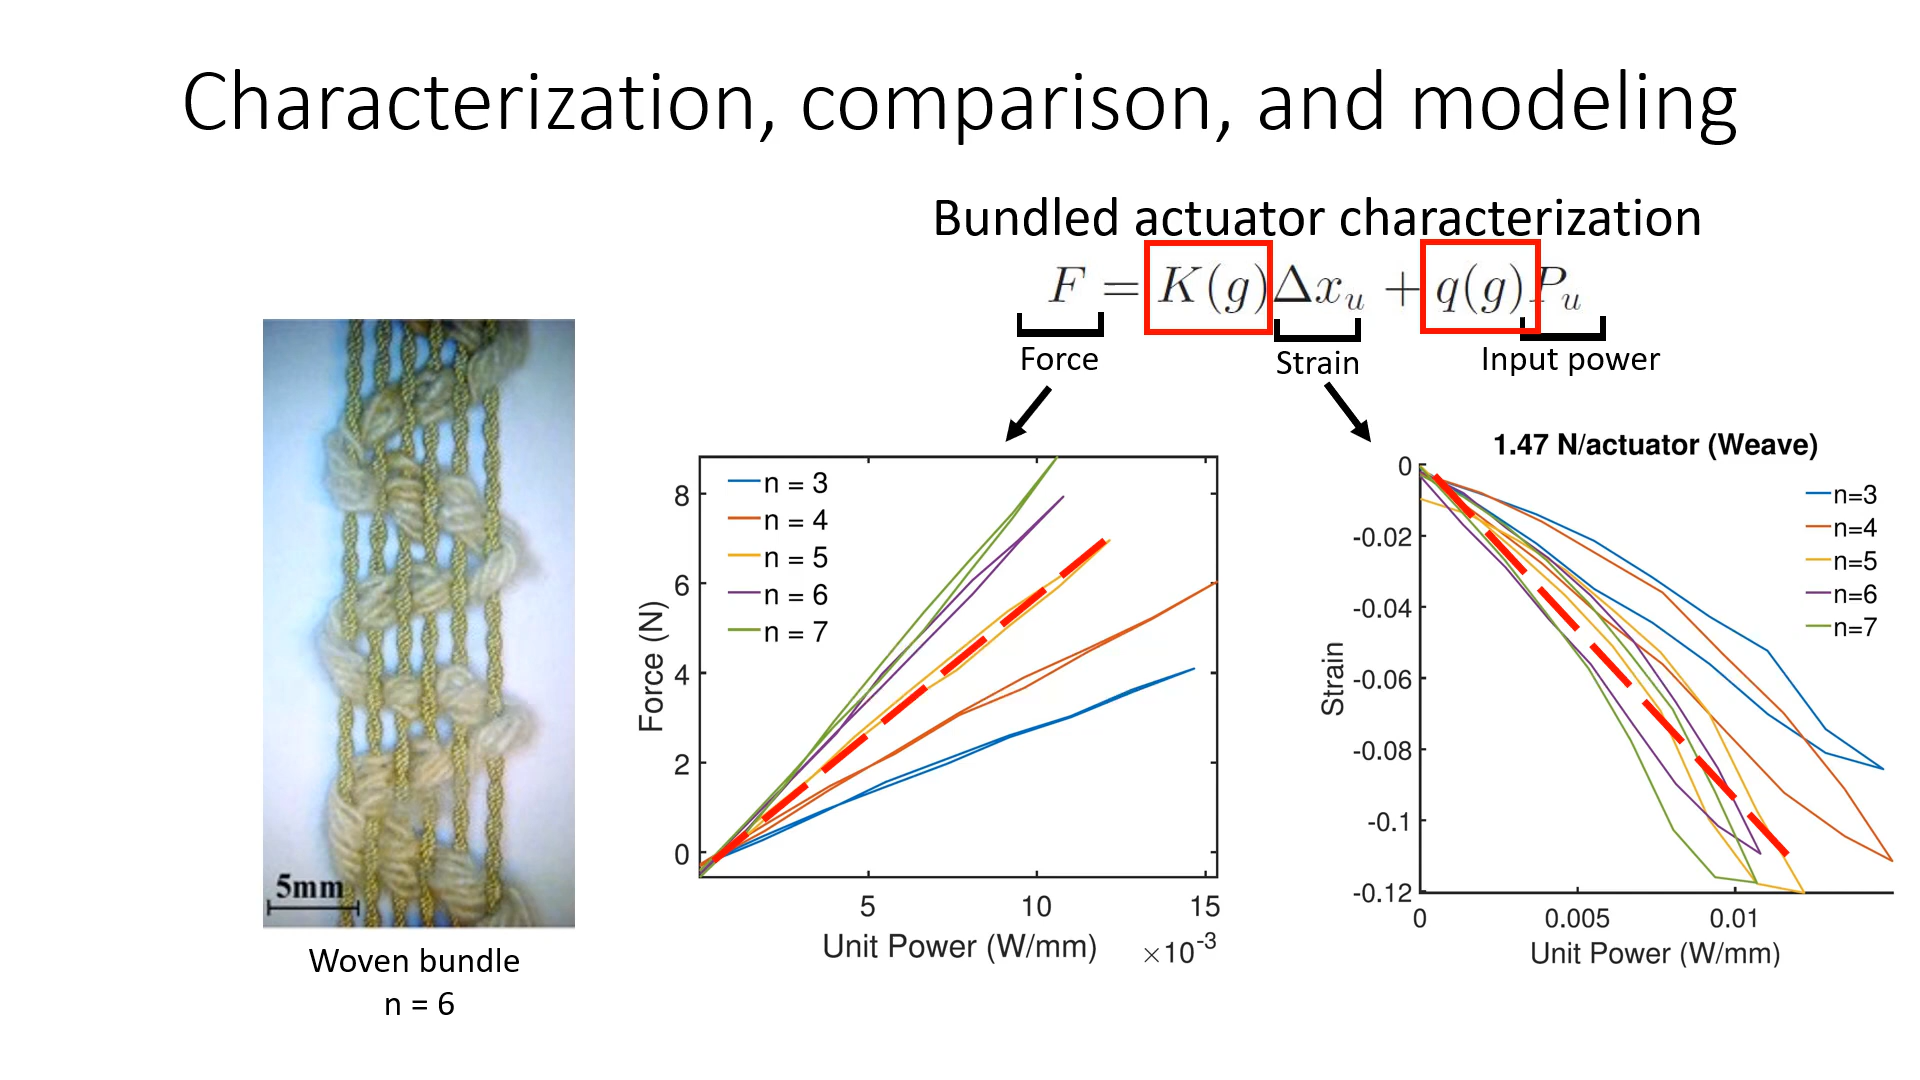 Characterization, comparison, and modeling
Bundled actuator characterization
F = K(g)Δxᵤ + q(g)Pᵤ
Force
Strain
Input power
5mm
Woven bundle
n = 6
n = 3
n = 4
n = 5
n = 6
n = 7
8
6
4
2
0
Force (N)
5
10
15
Unit Power (W/mm)
×10⁻³
1.47 N/actuator (Weave)
n=3
n=4
n=5
n=6
n=7
0
-0.02
-0.04
-0.06
-0.08
-0.1
-0.12
Strain
0
0.005
0.01
Unit Power (W/mm)